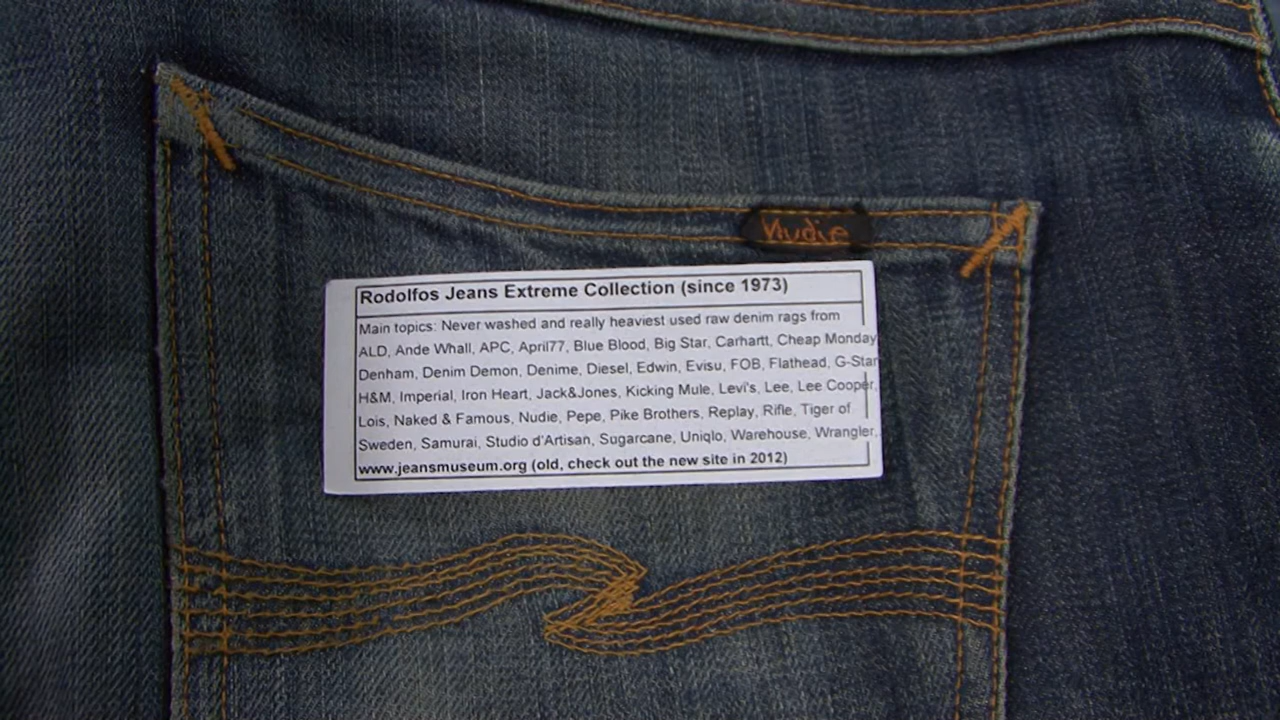 Nudie
Rodolfos Jeans Extreme Collection (since 1973)
Main topics: Never washed and really heaviest used raw denim rags from
ALD, Ande Whall, APC, April77, Blue Blood, Big Star, Carhartt, Cheap Monday
Denham, Denim Demon, Denime, Diesel, Edwin, Evisu, FOB, Flathead, G-Star
H&M, Imperial, Iron Heart, Jack&Jones, Kicking Mule, Levi's, Lee, Lee Cooper,
Lois, Naked & Famous, Nudie, Pepe, Pike Brothers, Replay, Rifle, Tiger of
Sweden, Samurai, Studio d'Artisan, Sugarcane, Uniqlo, Warehouse, Wrangler,
www.jeansmuseum.org (old, check out the new site in 2012)